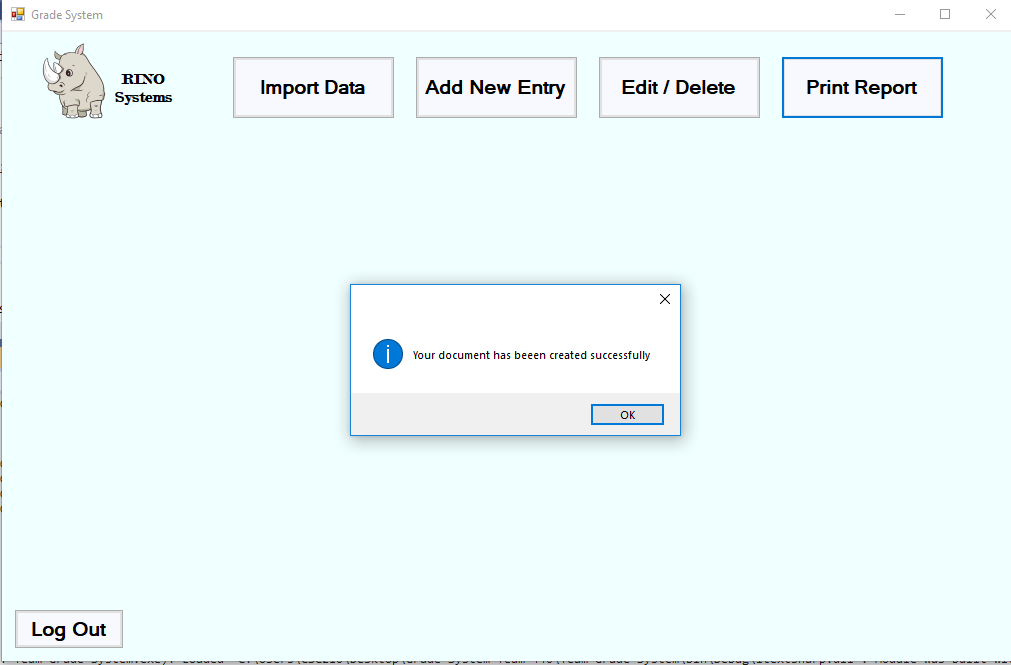 Grade System
RINO
Systems
Import Data
Add New Entry
Edit / Delete
Print Report
Your document has beeen created successfully
OK
Log Out